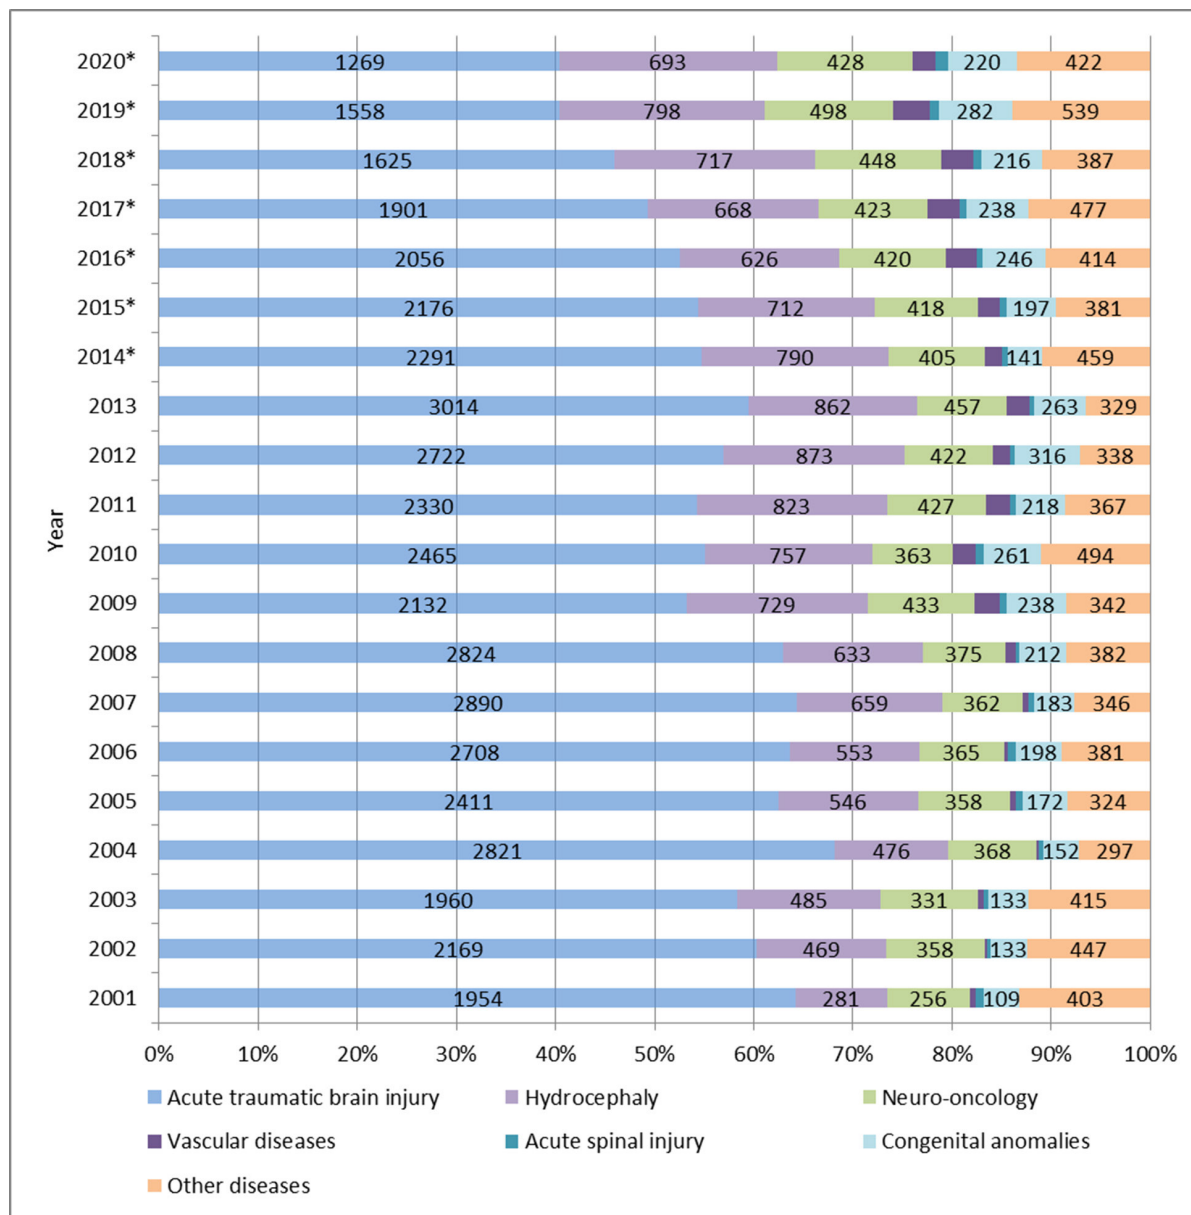 Year
2020* 1269 693 428 220 422
2019* 1558 798 498 282 539
2018* 1625 717 448 216 387
2017* 1901 668 423 238 477
2016* 2056 626 420 246 414
2015* 2176 712 418 197 381
2014* 2291 790 405 141 459
2013 3014 862 457 263 329
2012 2722 873 422 316 338
2011 2330 823 427 218 367
2010 2465 757 363 261 494
2009 2132 729 433 238 342
2008 2824 633 375 212 382
2007 2890 659 362 183 346
2006 2708 553 365 198 381
2005 2411 546 358 172 324
2004 2821 476 368 152 297
2003 1960 485 331 133 415
2002 2169 469 358 133 447
2001 1954 281 256 109 403
0% 10% 20% 30% 40% 50% 60% 70% 80% 90% 100%
Acute traumatic brain injury Hydrocephaly Neuro-oncology
Vascular diseases Acute spinal injury Congenital anomalies
Other diseases